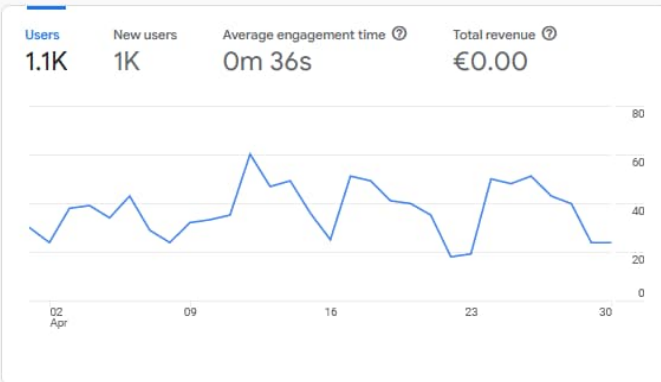 Users
1.1K
New users
1K
Average engagement time ?
0m 36s
Total revenue ?
€0.00
80
60
40
20
0
02
Apr
09
16
23
30